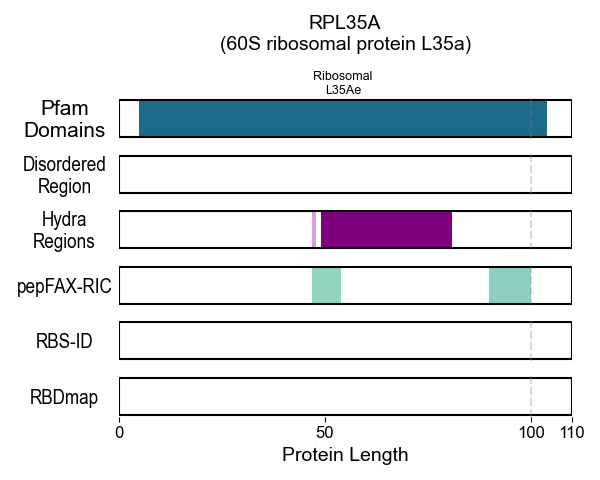 RPL35A
(60S ribosomal protein L35a)
Ribosomal
L35Ae
Pfam
Domains
Disordered
Region
Hydra
Regions
pepFAX-RIC
RBS-ID
RBDmap
0 50 100 110
Protein Length